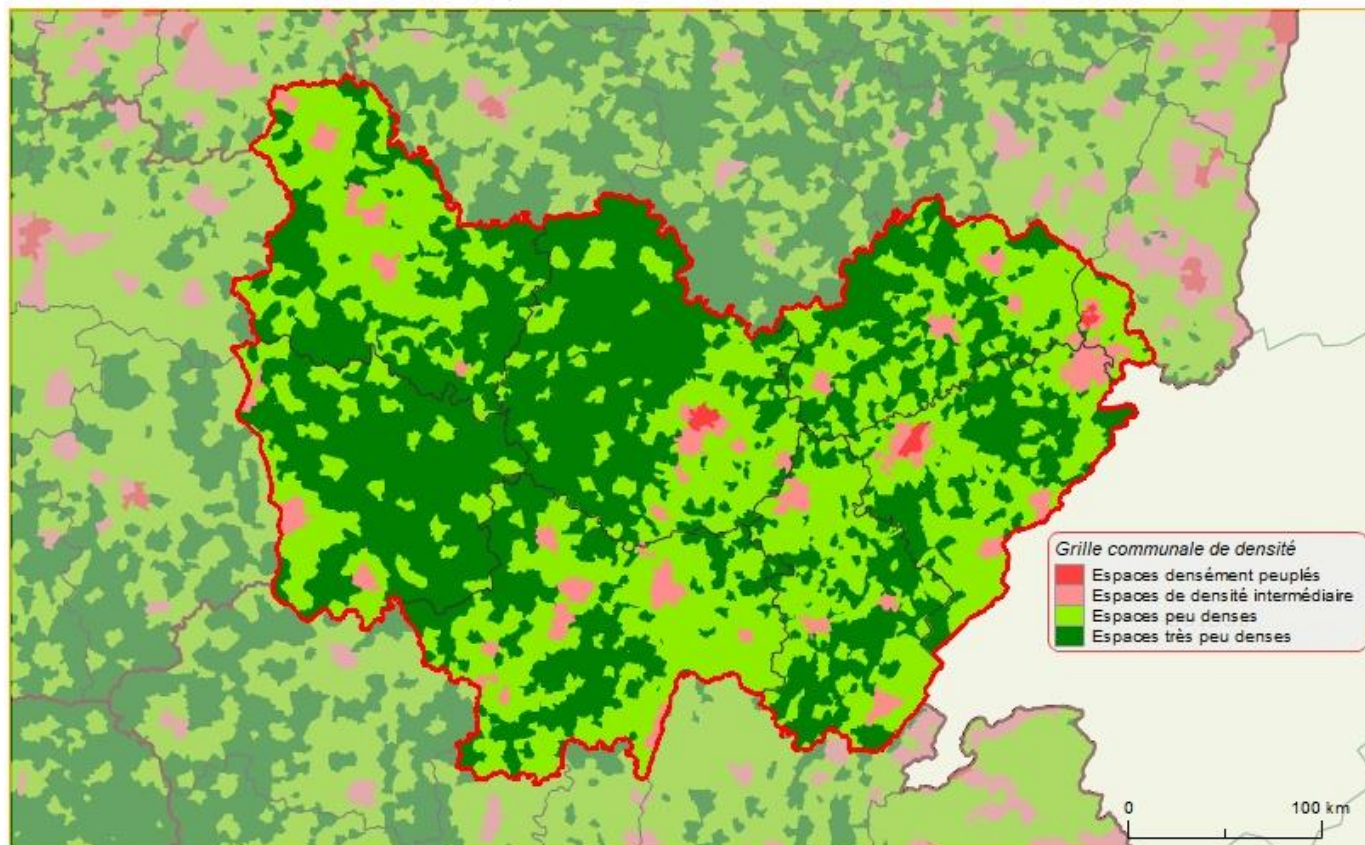 Grille communale de densité
Espaces densément peuplés
Espaces de densité intermédiaire
Espaces peu denses
Espaces très peu denses
0 100 km